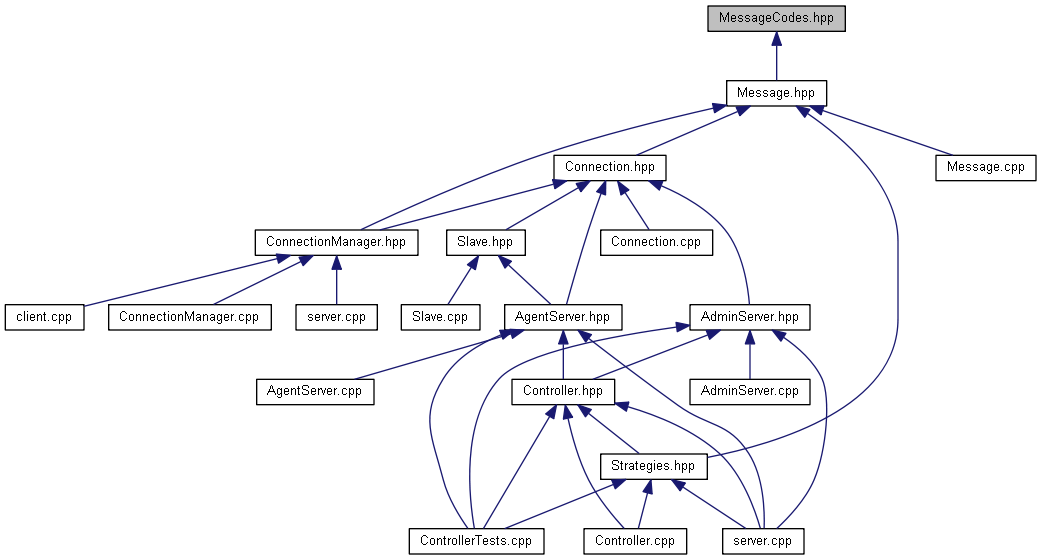 MessageCodes.hpp
Message.hpp
Connection.hpp
Message.cpp
ConnectionManager.hpp
Slave.hpp
Connection.cpp
client.cpp
ConnectionManager.cpp
server.cpp
Slave.cpp
AgentServer.hpp
AdminServer.hpp
AgentServer.cpp
Controller.hpp
AdminServer.cpp
Strategies.hpp
ControllerTests.cpp
Controller.cpp
server.cpp